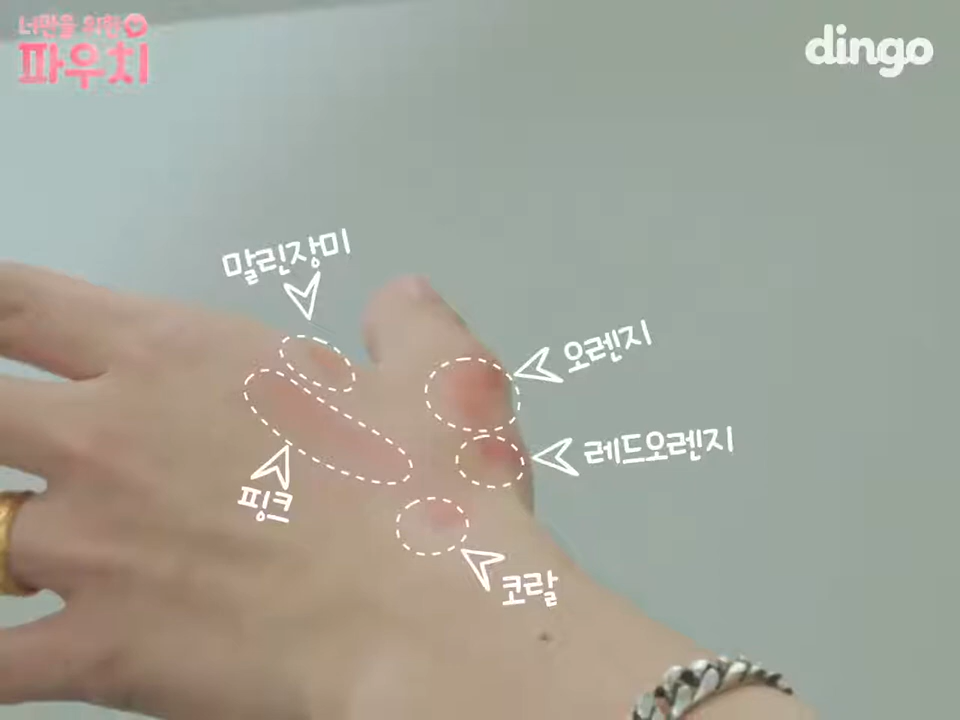 너만을 위한
파우치
dingo
말린장미
오렌지
레드오렌지
핑크
코랄